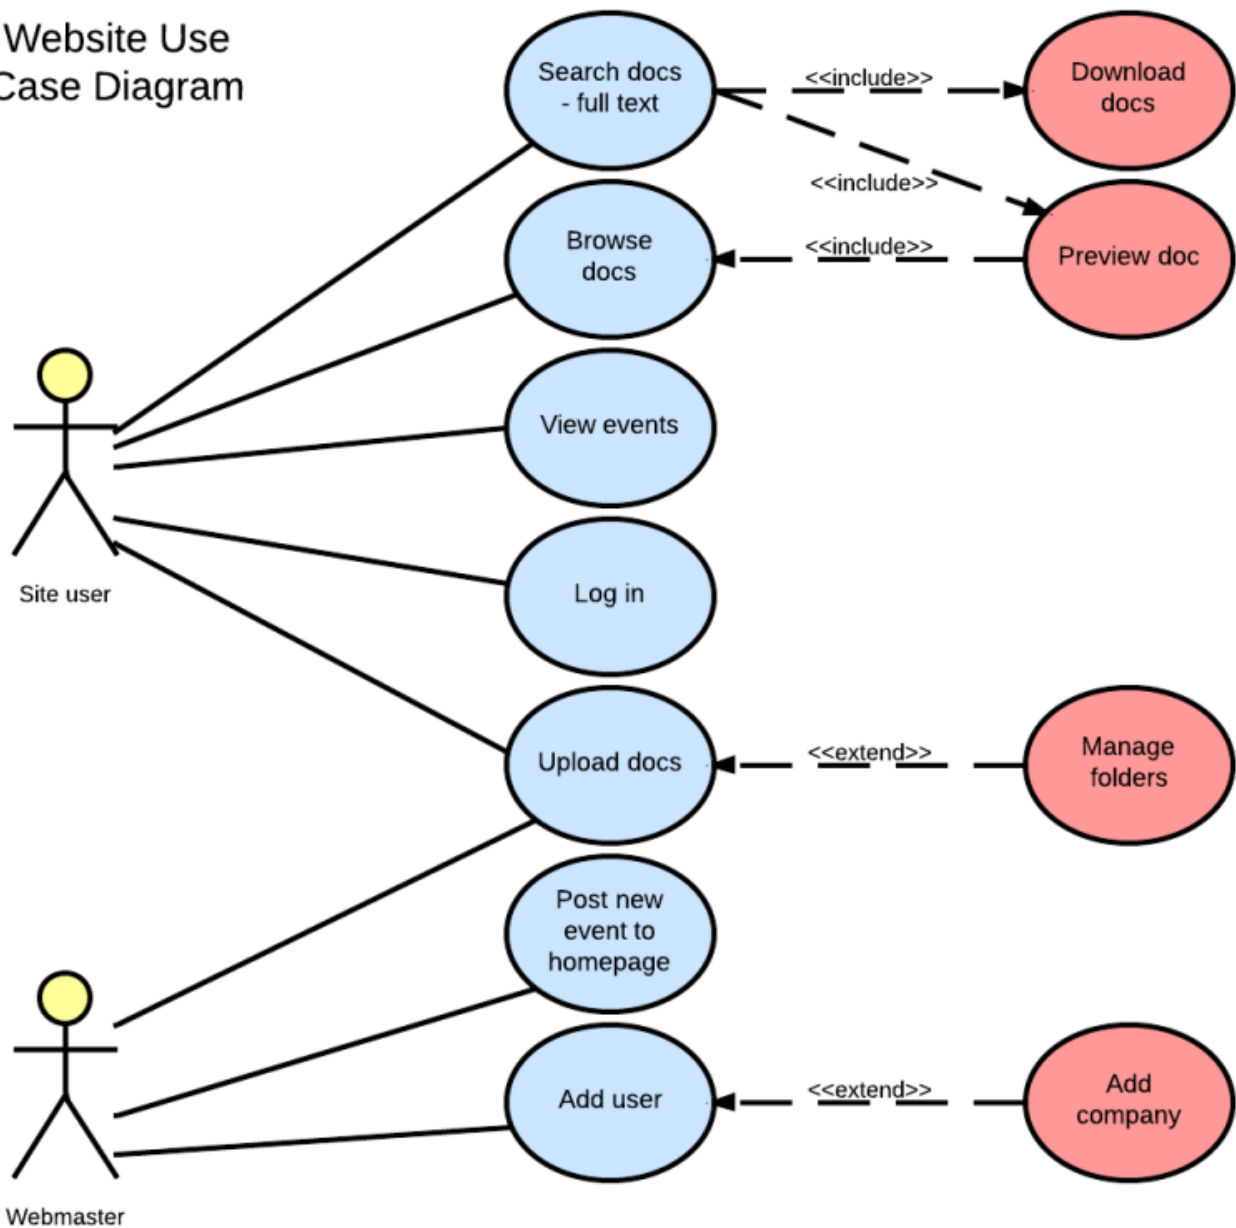 Website Use
Case Diagram
Search docs
- full text
<<include>>
Download
docs
<<include>>
Browse
docs
<<include>>
Preview doc
View events
Log in
Site user
Upload docs
<<extend>>
Manage
folders
Post new
event to
homepage
Add user
<<extend>>
Add
company
Webmaster